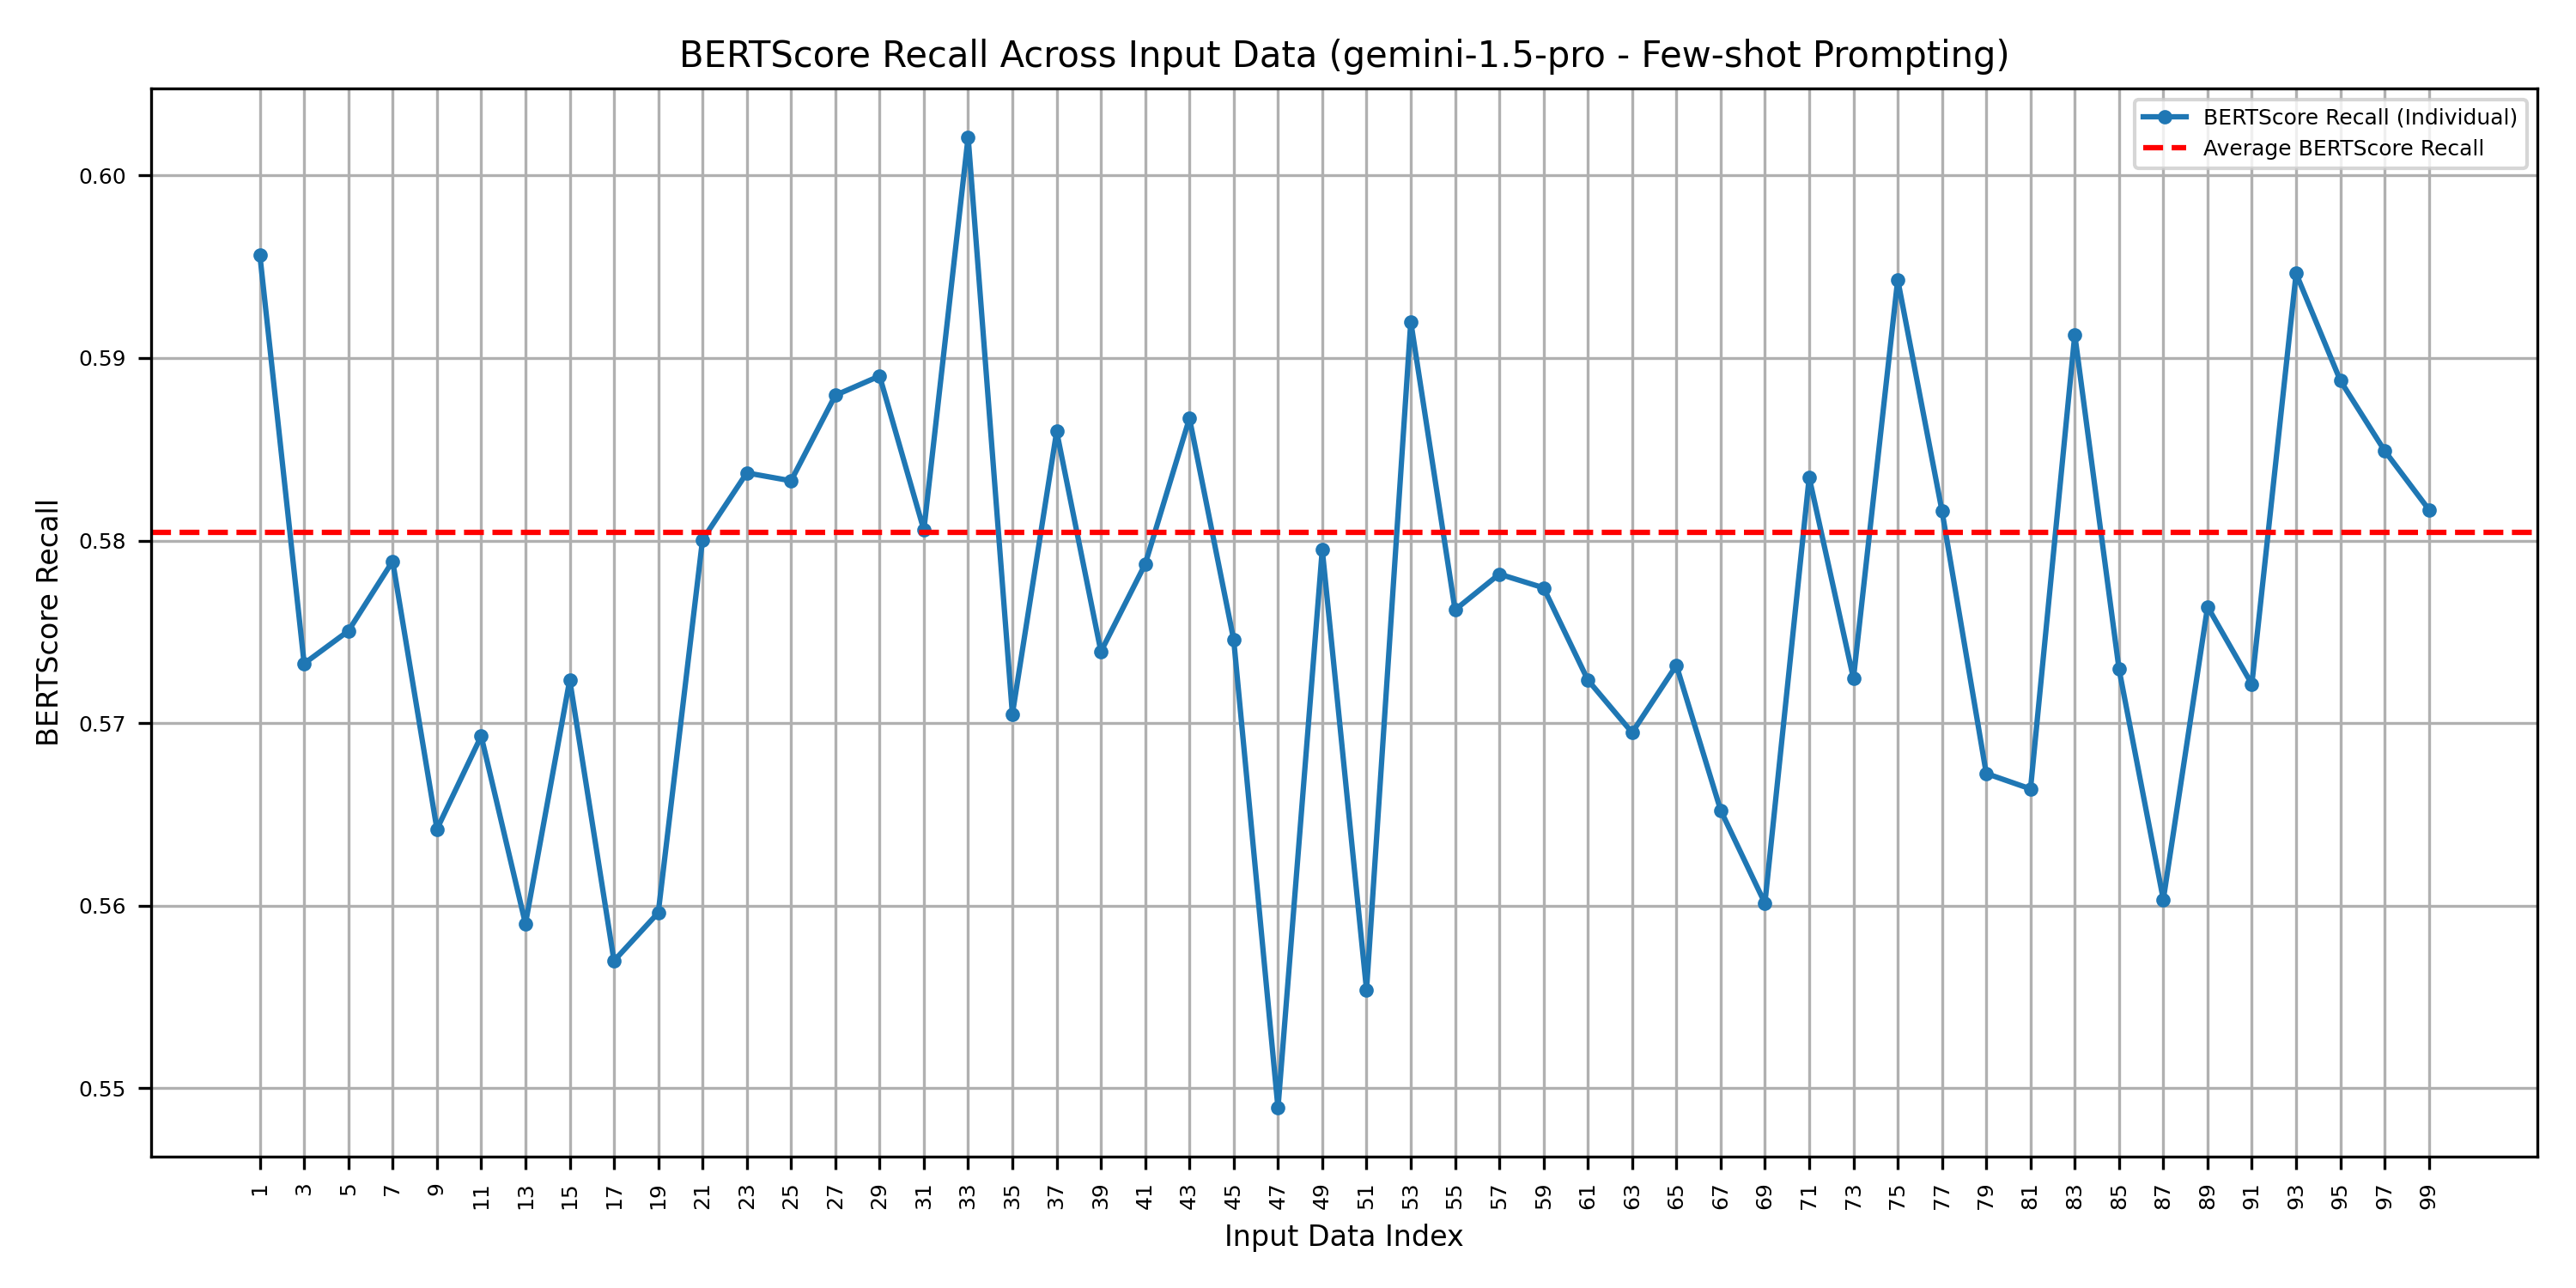 BERTScore Recall Across Input Data (gemini-1.5-pro - Few-shot Prompting)
BERTScore Recall (Individual)
Average BERTScore Recall
0.60
0.59
0.58
0.57
0.56
0.55
BERTScore Recall
1 3 5 7 9 11 13 15 17 19 21 23 25 27 29 31 33 35 37 39 41 43 45 47 49 51 53 55 57 59 61 63 65 67 69 71 73 75 77 79 81 83 85 87 89 91 93 95 97 99
Input Data Index